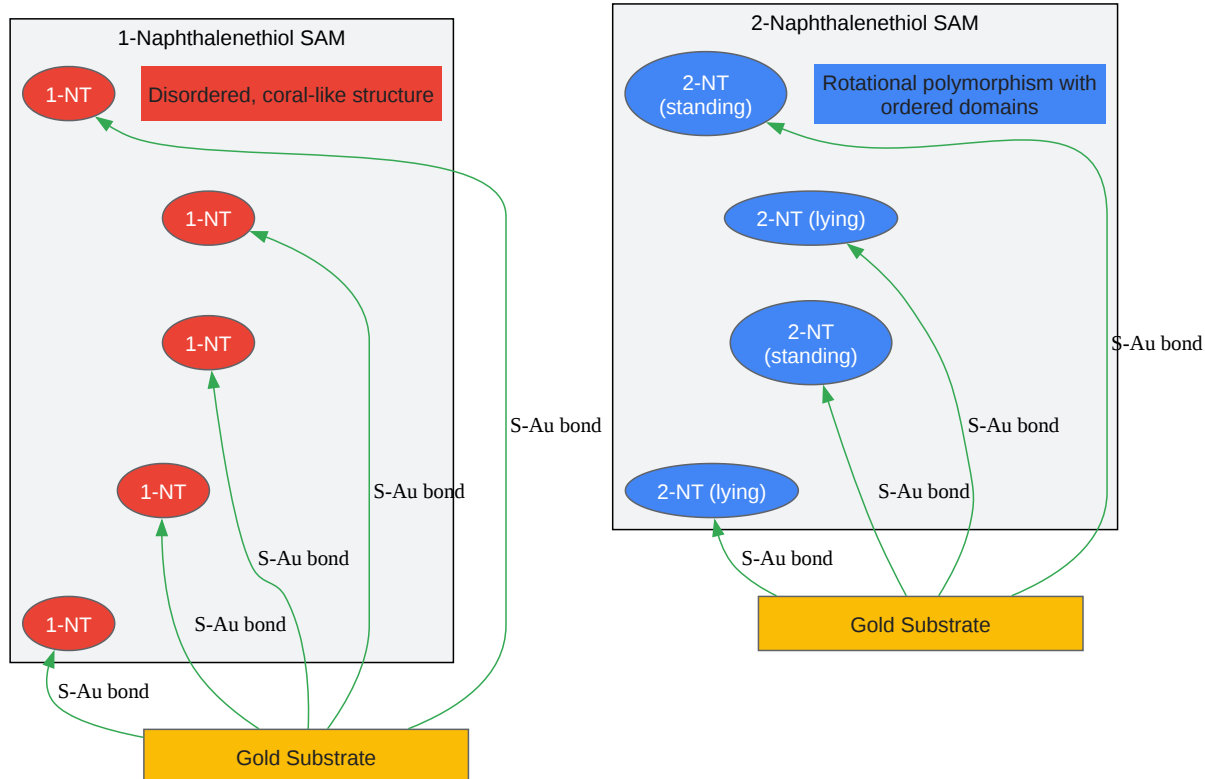 1-Naphthalenethiol SAM
1-NT
Disordered, coral-like structure
1-NT
1-NT
1-NT
1-NT
S-Au bond
S-Au bond
S-Au bond
S-Au bond
S-Au bond
Gold Substrate
2-Naphthalenethiol SAM
2-NT
(standing)
Rotational polymorphism with
ordered domains
2-NT (lying)
2-NT
(standing)
2-NT (lying)
S-Au bond
S-Au bond
S-Au bond
S-Au bond
Gold Substrate